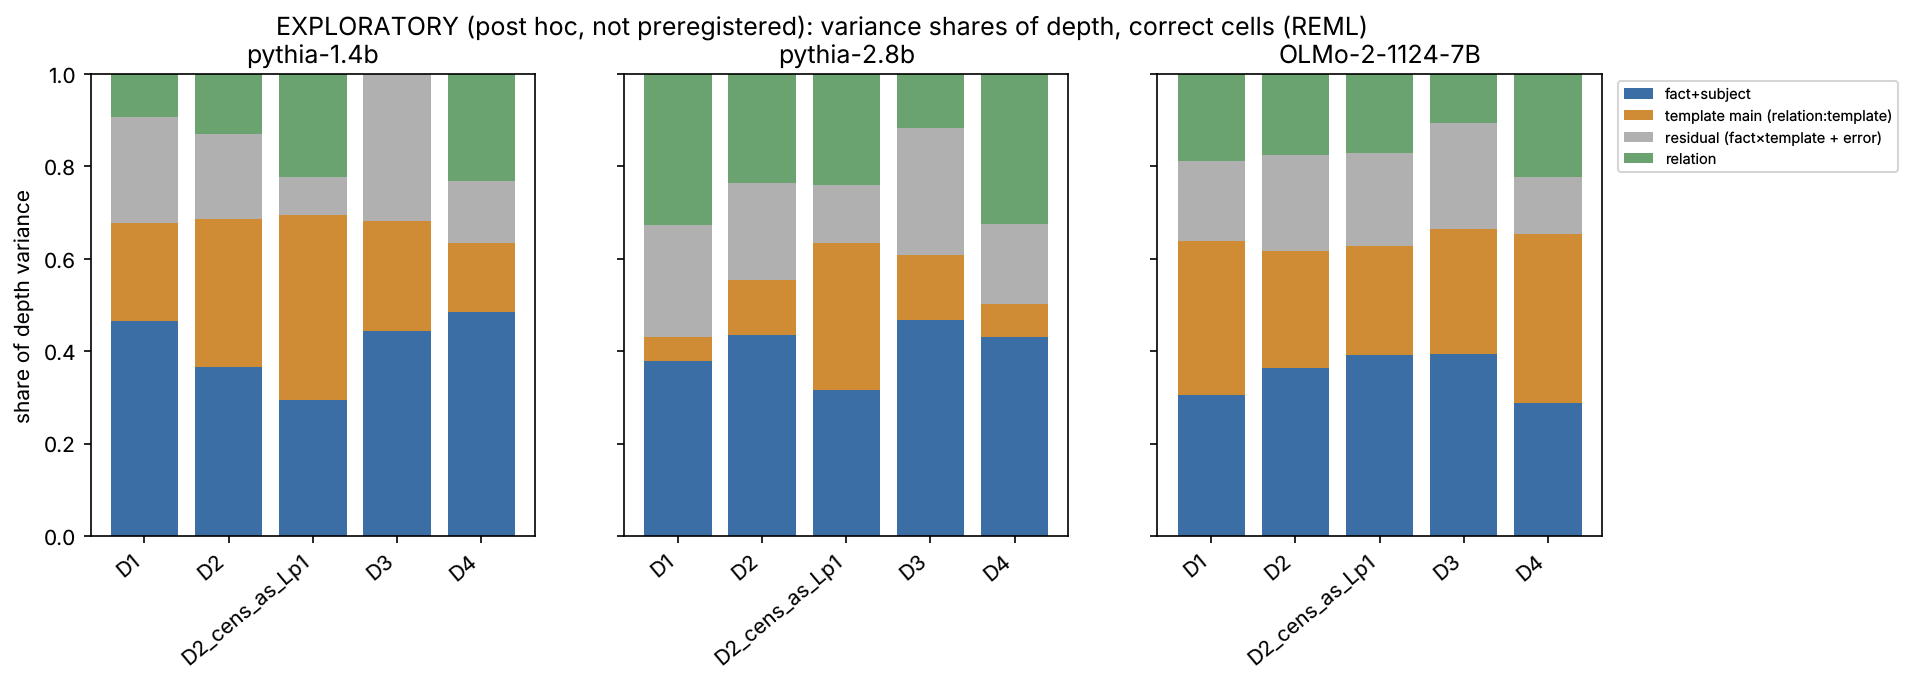 EXPLORATORY (post hoc, not preregistered): variance shares of depth, correct cells (REML)
pythia-1.4b
pythia-2.8b
OLMo-2-1124-7B
share of depth variance
1.0
0.8
0.6
0.4
0.2
0.0
D1
D2
D2_cens_as_Lp1
D3
D4
D1
D2
D2_cens_as_Lp1
D3
D4
D1
D2
D2_cens_as_Lp1
D3
D4
fact+subject
template main (relation:template)
residual (fact×template + error)
relation